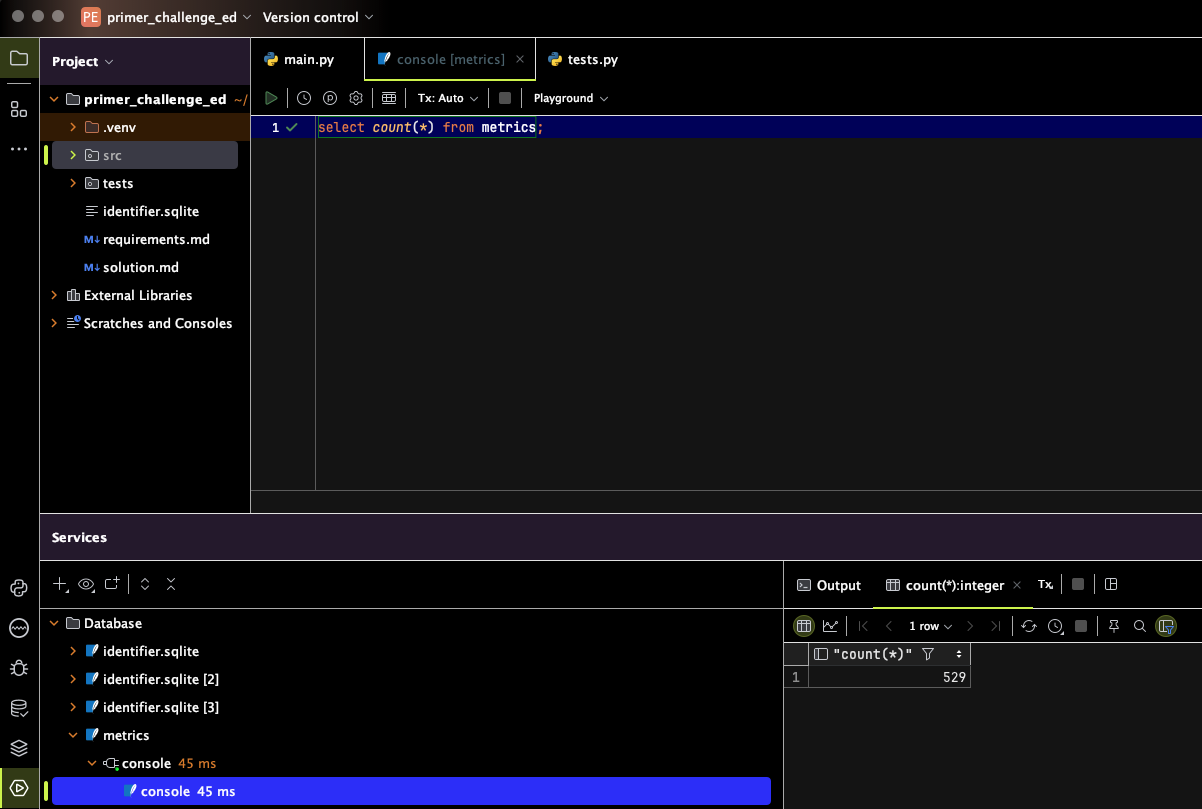 PE primer_challenge_ed Version control
Project
main.py console [metrics] tests.py
Tx: Auto Playground
primer_challenge_ed ~/
.venv
src
tests
identifier.sqlite
M↓ requirements.md
M↓ solution.md
External Libraries
Scratches and Consoles
1 select count(*) from metrics;
Services
Database
identifier.sqlite
identifier.sqlite [2]
identifier.sqlite [3]
metrics
console 45 ms
console 45 ms
Output count(*):integer Tx
1 row
"count(*)"
1 529